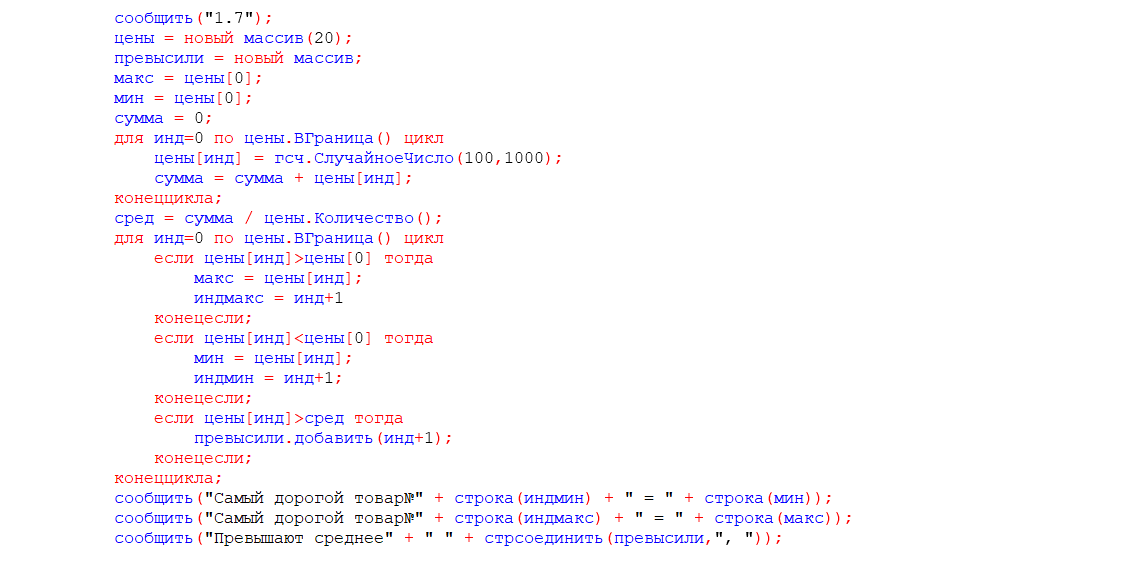 сообщить("1.7");
цены = новый массив(20);
превысили = новый массив;
макс = цены[0];
мин = цены[0];
сумма = 0;
для инд=0 по цены.ВГраница() цикл
    цены[инд] = гсч.СлучайноеЧисло(100,1000);
    сумма = сумма + цены[инд];
конеццикла;
сред = сумма / цены.Количество();
для инд=0 по цены.ВГраница() цикл
    если цены[инд]>цены[0] тогда
        макс = цены[инд];
        индмакс = инд+1
    конецесли;
    если цены[инд]<цены[0] тогда
        мин = цены[инд];
        индмин = инд+1;
    конецесли;
    если цены[инд]>сред тогда
        превысили.добавить(инд+1);
    конецесли;
конеццикла;
сообщить("Самый дорогой товар№" + строка(индмин) + " = " + строка(мин));
сообщить("Самый дорогой товар№" + строка(индмакс) + " = " + строка(макс));
сообщить("Превышают среднее" + " " + стрсоединить(превысили,", "));